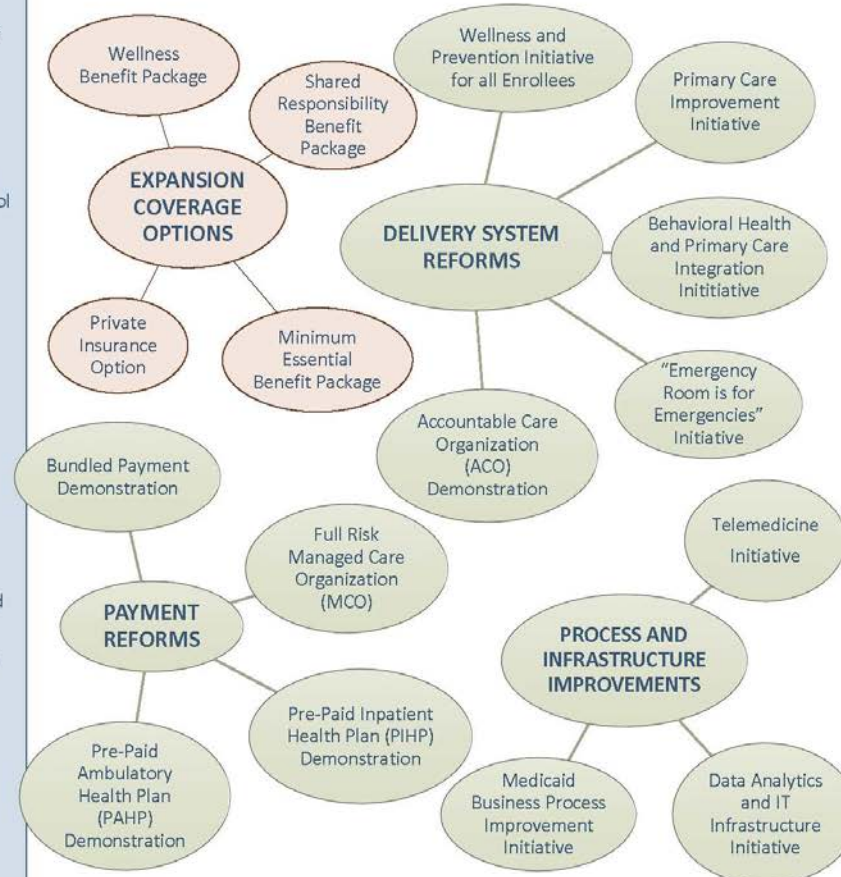 ol
d
Wellness
Benefit Package
Shared
Responsibility
Benefit
Package
EXPANSION
COVERAGE
OPTIONS
Private
Insurance
Option
Minimum
Essential
Benefit Package
Wellness and
Prevention Initiative
for all Enrollees
Primary Care
Improvement
Initiative
DELIVERY SYSTEM
REFORMS
Behavioral Health
and Primary Care
Integration
Inititiative
"Emergency
Room is for
Emergencies"
Initiative
Accountable Care
Organization
(ACO)
Demonstration
Bundled Payment
Demonstration
Full Risk
Managed Care
Organization
(MCO)
PAYMENT
REFORMS
Pre-Paid Inpatient
Health Plan (PIHP)
Demonstration
Pre-Paid
Ambulatory
Health Plan
(PAHP)
Demonstration
Telemedicine
Initiative
PROCESS AND
INFRASTRUCTURE
IMPROVEMENTS
Medicaid
Business Process
Improvement
Initiative
Data Analytics
and IT
Infrastructure
Initiative